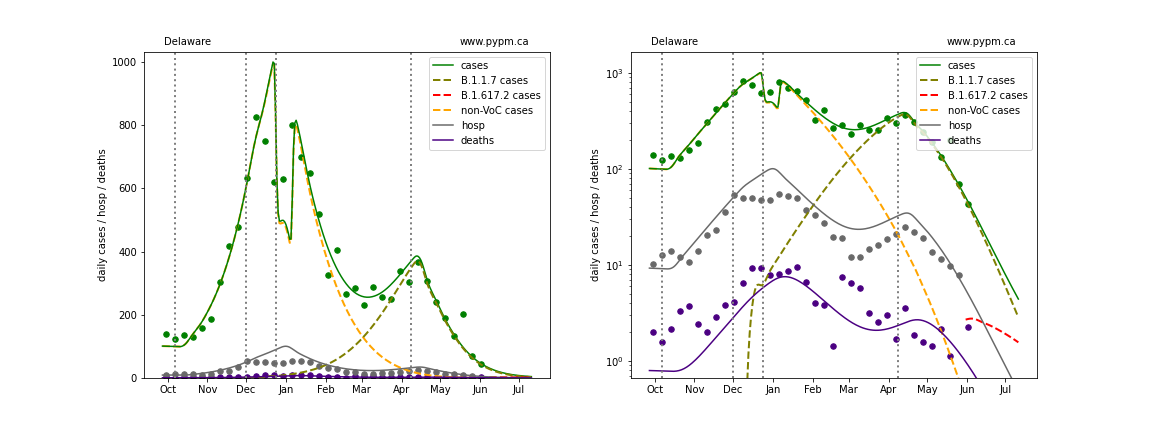 Delaware www.pypm.ca
daily cases / hosp / deaths
1000
800
600
400
200
0
Oct Nov Dec Jan Feb Mar Apr May Jun Jul
cases
B.1.1.7 cases
B.1.617.2 cases
non-VoC cases
hosp
deaths
Delaware www.pypm.ca
daily cases / hosp / deaths
10³
10²
10¹
10⁰
Oct Nov Dec Jan Feb Mar Apr May Jun Jul
cases
B.1.1.7 cases
B.1.617.2 cases
non-VoC cases
hosp
deaths